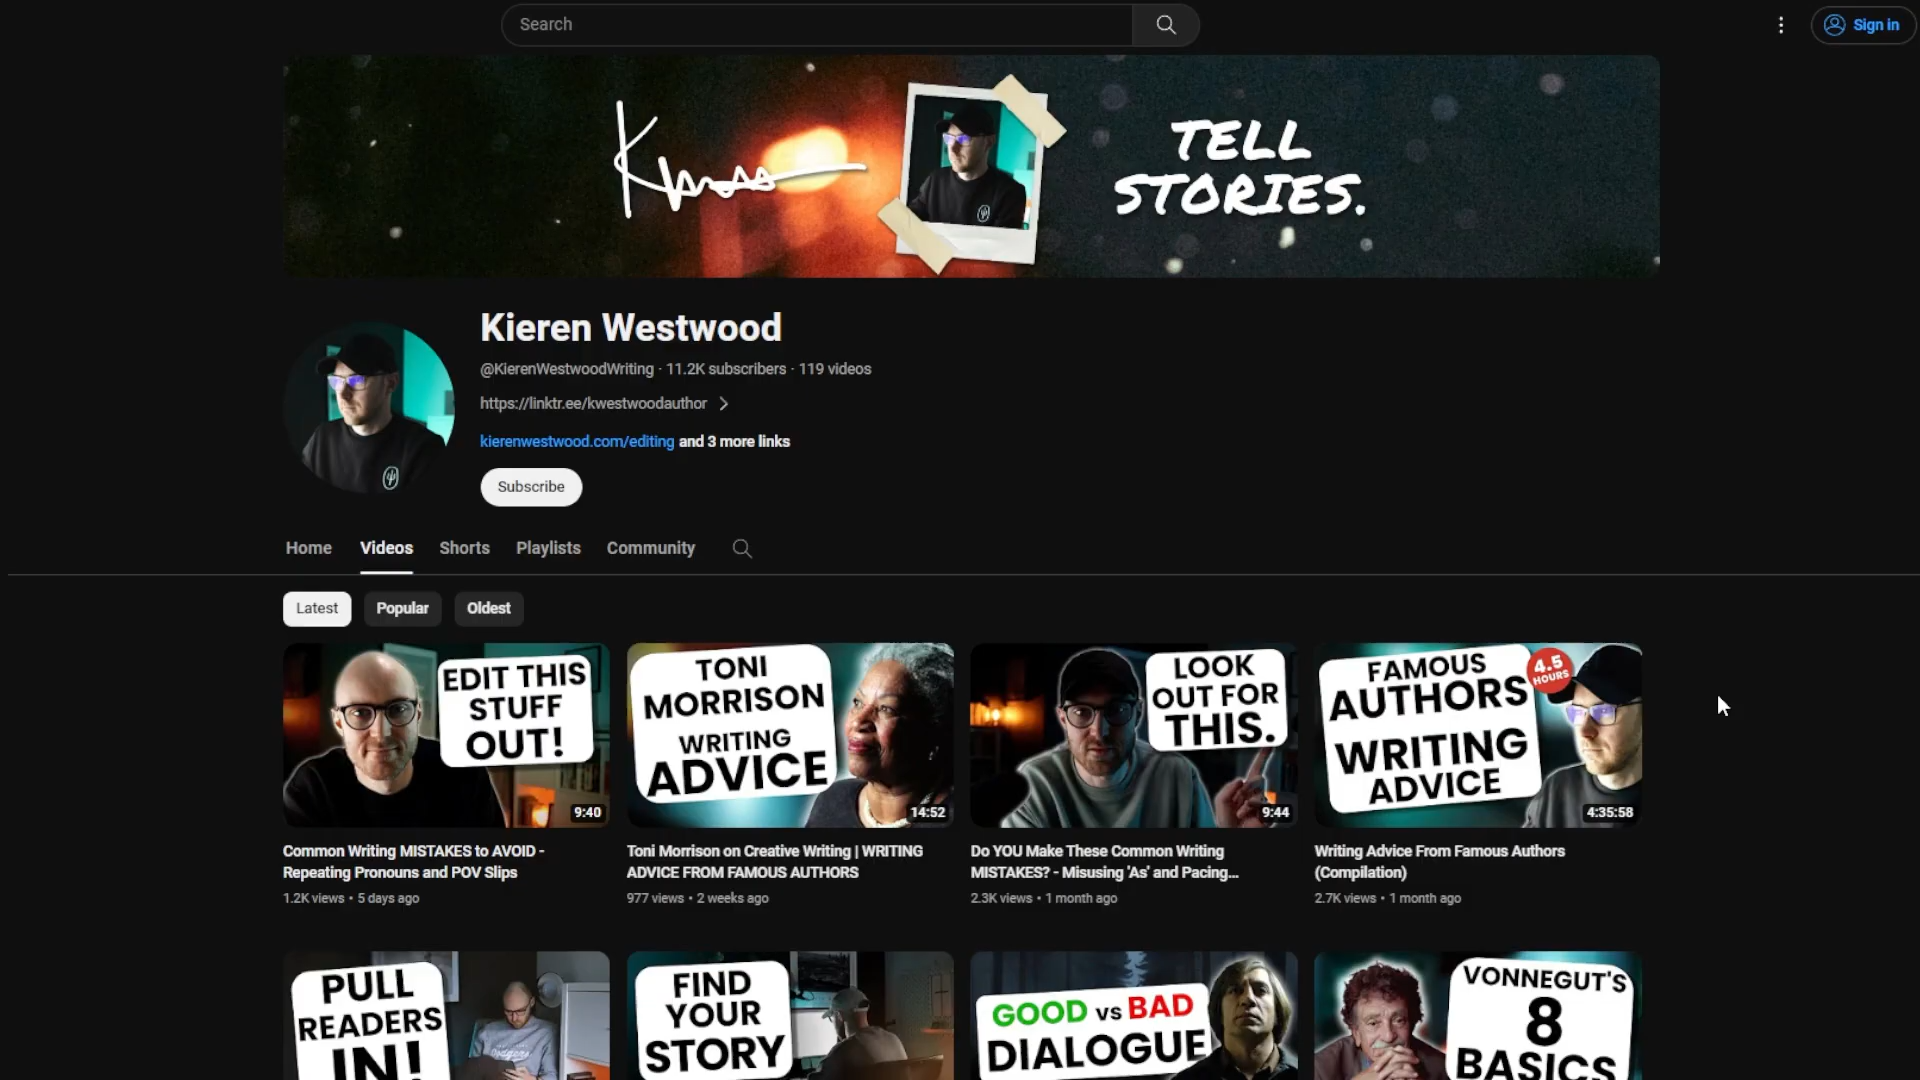 Search
Sign in
TELL
STORIES.
Kieren Westwood
@KierenWestwoodWriting · 11.2K subscribers · 119 videos
https://linktr.ee/kwestwoodauthor
kierenwestwood.com/editing and 3 more links
Subscribe
Home Videos Shorts Playlists Community
Latest Popular Oldest
EDIT THIS
STUFF
OUT!
9:40
TONI
MORRISON
WRITING
ADVICE
14:52
LOOK
OUT FOR
THIS.
9:44
FAMOUS
AUTHORS
WRITING
ADVICE
4.5
HOURS
4:35:58
Common Writing MISTAKES to AVOID -
Repeating Pronouns and POV Slips
1.2K views • 5 days ago
Toni Morrison on Creative Writing | WRITING
ADVICE FROM FAMOUS AUTHORS
977 views • 2 weeks ago
Do YOU Make These Common Writing
MISTAKES? - Misusing 'As' and Pacing...
2.3K views • 1 month ago
Writing Advice From Famous Authors
(Compilation)
2.7K views • 1 month ago
PULL
READERS
IN!
FIND
YOUR
STORY
GOOD vs BAD
DIALOGUE
VONNEGUT'S
8
BASICS